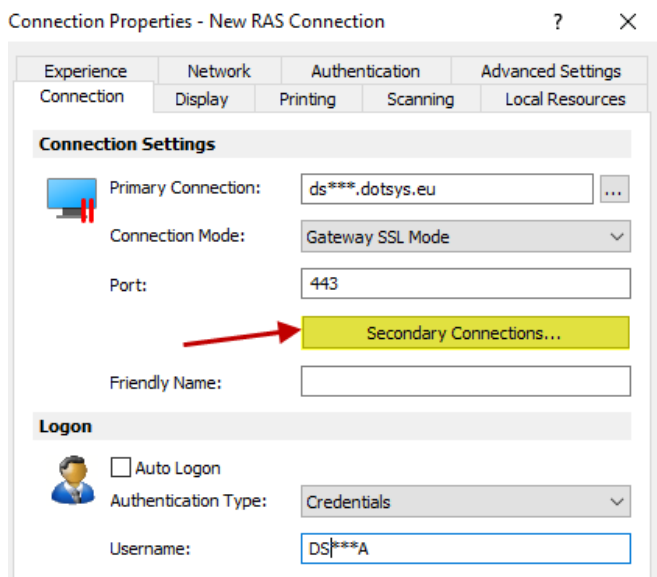 Connection Properties - New RAS Connection ? ×
Experience Network Authentication Advanced Settings
Connection Display Printing Scanning Local Resources
Connection Settings
Primary Connection: ds***.dotsys.eu ...
Connection Mode: Gateway SSL Mode
Port: 443
Secondary Connections...
Friendly Name:
Logon
Auto Logon
Authentication Type: Credentials
Username: DS***A